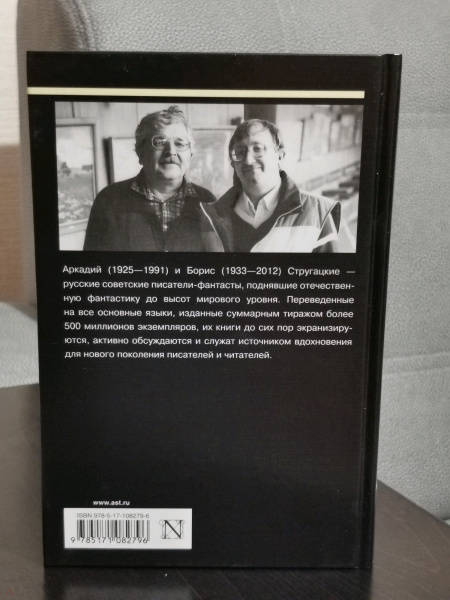 Аркадий (1925—1991) и Борис (1933—2012) Стругацкие —
русские советские писатели-фантасты, поднявшие отечествен-
ную фантастику до высот мирового уровня. Переведенные
на все основные языки, изданные суммарным тиражом более
500 миллионов экземпляров, их книги до сих пор экранизиру-
ются, активно обсуждаются и служат источником вдохновения
для нового поколения писателей и читателей.
www.ast.ru
ISBN 978-5-17-108279-6
9 785171 082796
N